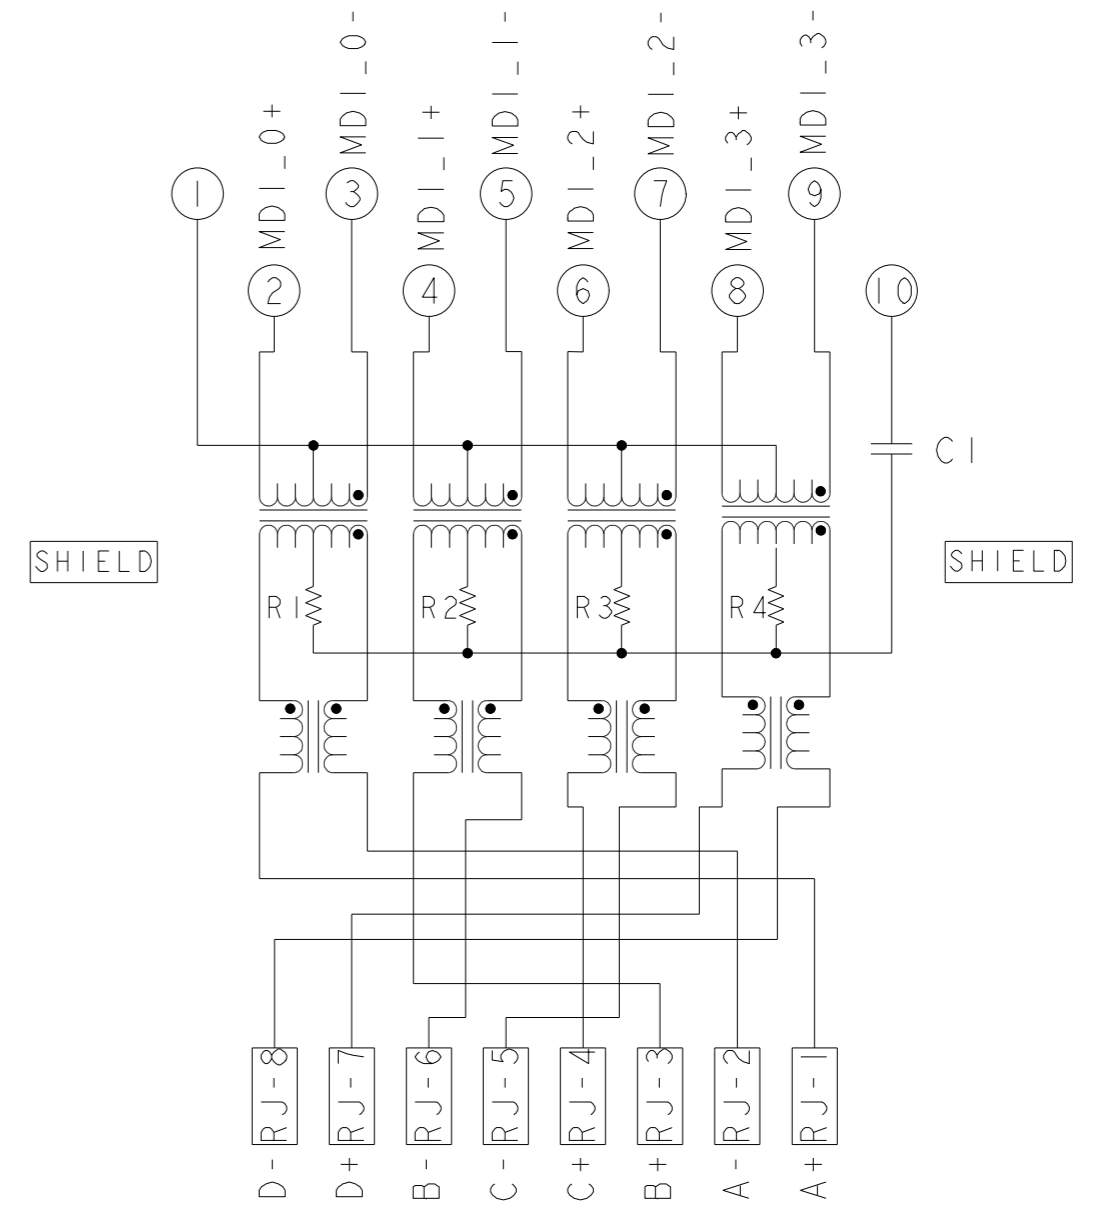 MDI_0+
MDI_0-
MDI_1+
MDI_1-
MDI_2+
MDI_2-
MDI_3+
MDI_3-
1
3
5
7
9
2
4
6
8
10
C1
SHIELD
SHIELD
R1
R2
R3
R4
RJ-8
RJ-7
RJ-6
RJ-5
RJ-4
RJ-3
RJ-2
RJ-1
D-
D+
B-
C-
C+
B+
A-
A+